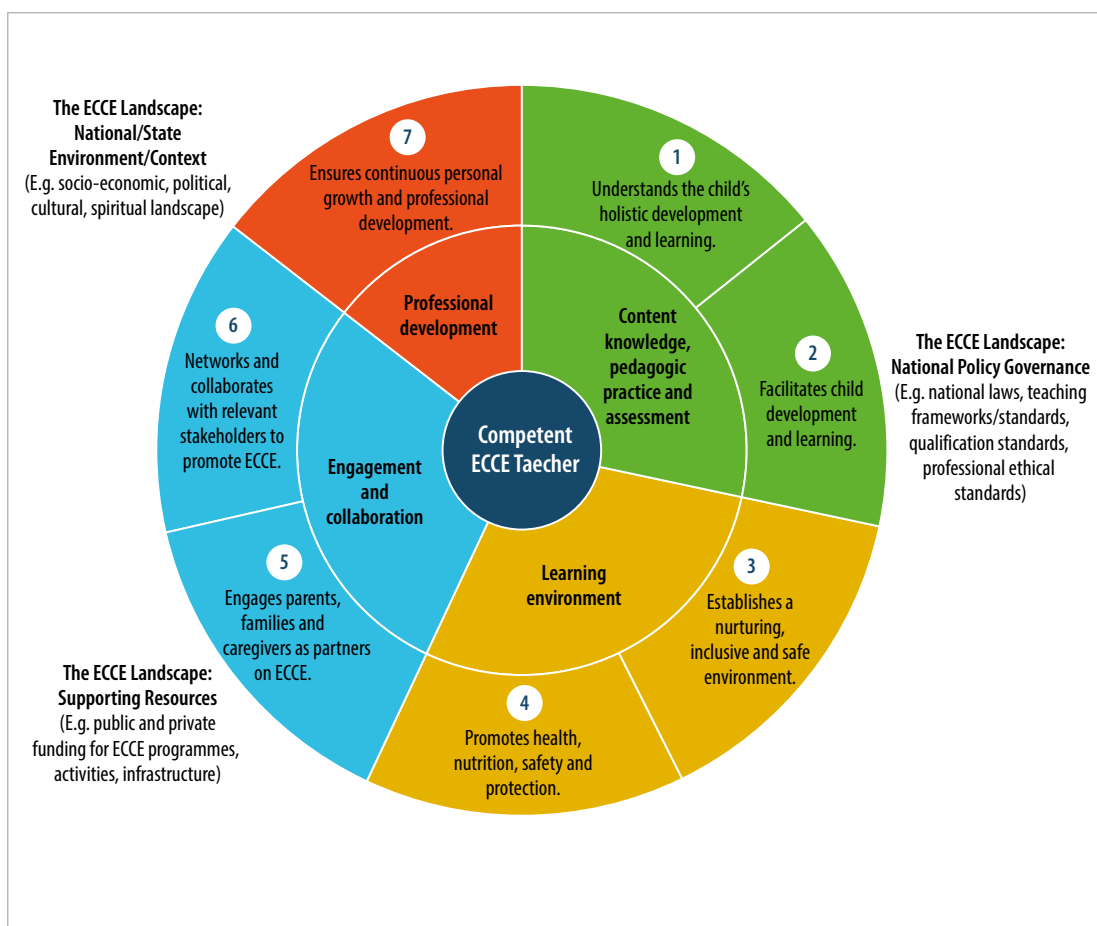 The ECCE Landscape:
National/State
Environment/Context
(E.g. socio-economic, political,
cultural, spiritual landscape)
7
Ensures continuous personal
growth and professional
development.
1
Understands the child's
holistic development
and learning.
Professional
development
Content
knowledge,
pedagogic
practice and
assessment
6
Networks and
collaborates
with relevant
stakeholders to
promote ECCE.
2
Facilitates child
development
and learning.
The ECCE Landscape:
National Policy Governance
(E.g. national laws, teaching
frameworks/standards,
qualification standards,
professional ethical
standards)
Competent
ECCE Taecher
Engagement
and
collaboration
Learning
environment
5
Engages parents,
families and
caregivers as partners
on ECCE.
3
Establishes a
nurturing,
inclusive and safe
environment.
The ECCE Landscape:
Supporting Resources
(E.g. public and private
funding for ECCE programmes,
activities, infrastructure)
4
Promotes health,
nutrition, safety and
protection.